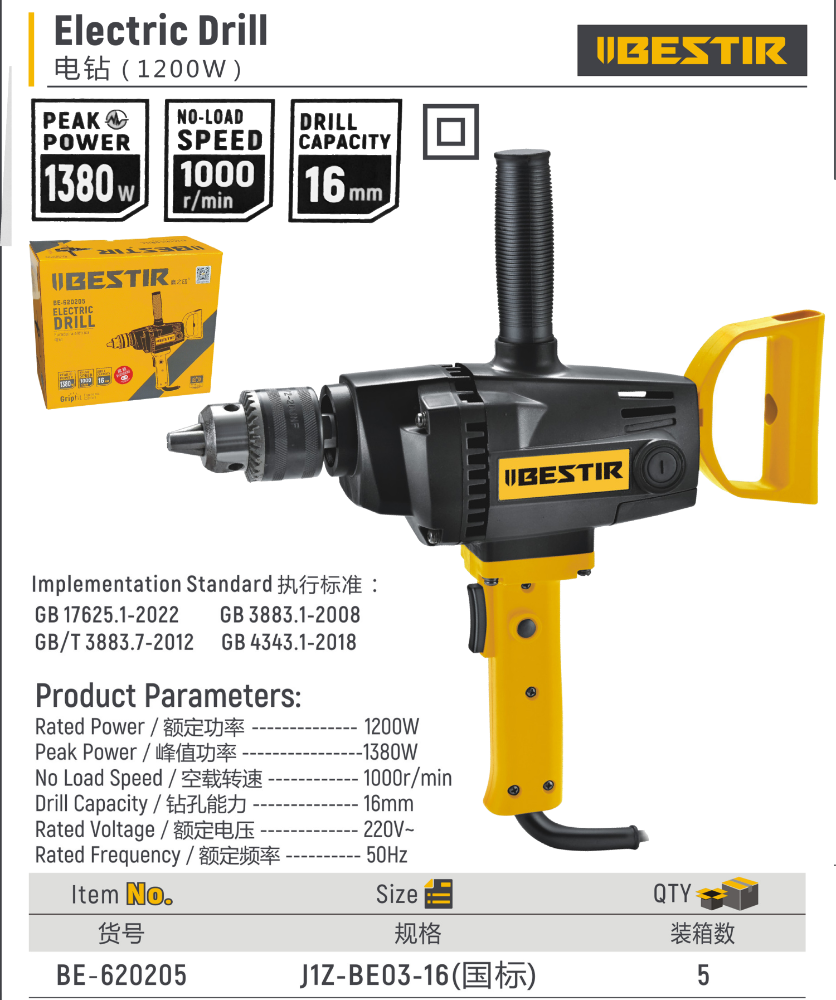 Electric Drill
电钻（1200W）
BESTIR
PEAK
POWER
1380W
NO-LOAD
SPEED
1000
r/min
DRILL
CAPACITY
16mm
BESTIR
BE-620205
ELECTRIC
DRILL
BESTIR
Implementation Standard 执行标准：
GB 17625.1-2022 GB 3883.1-2008
GB/T 3883.7-2012 GB 4343.1-2018
Product Parameters:
Rated Power / 额定功率 -------------- 1200W
Peak Power / 峰值功率 ----------------1380W
No Load Speed / 空载转速 ------------ 1000r/min
Drill Capacity / 钻孔能力 -------------- 16mm
Rated Voltage / 额定电压 ------------- 220V~
Rated Frequency / 额定频率 ---------- 50Hz
Item No. Size QTY
货号 规格 装箱数
BE-620205 J1Z-BE03-16(国标) 5